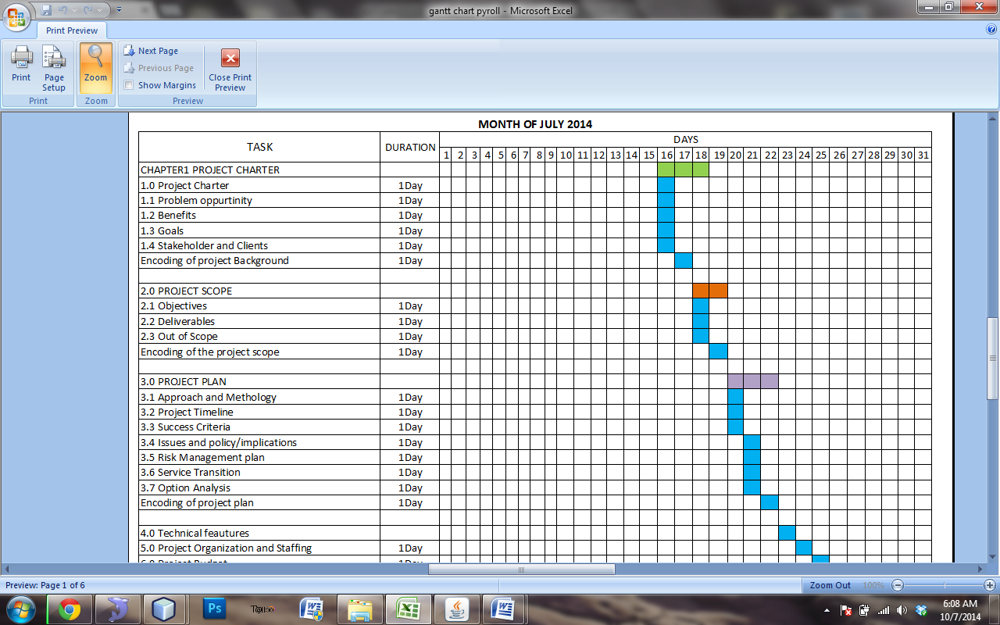 gantt chart pyroll - Microsoft Excel
Print Preview
Print
Page Setup
Zoom
Next Page
Previous Page
Show Margins
Close Print Preview
Print
Zoom
Preview
MONTH OF JULY 2014
TASK DURATION DAYS
1 2 3 4 5 6 7 8 9 10 11 12 13 14 15 16 17 18 19 20 21 22 23 24 25 26 27 28 29 30 31
CHAPTER1 PROJECT CHARTER
1.0 Project Charter 1Day
1.1 Problem oppurtinity 1Day
1.2 Benefits 1Day
1.3 Goals 1Day
1.4 Stakeholder and Clients 1Day
Encoding of project Background 1Day
2.0 PROJECT SCOPE
2.1 Objectives 1Day
2.2 Deliverables 1Day
2.3 Out of Scope 1Day
Encoding of the project scope 1Day
3.0 PROJECT PLAN
3.1 Approach and Methology 1Day
3.2 Project Timeline 1Day
3.3 Success Criteria 1Day
3.4 Issues and policy/implications 1Day
3.5 Risk Management plan 1Day
3.6 Service Transition 1Day
3.7 Option Analysis 1Day
Encoding of project plan 1Day
4.0 Technical feautures
5.0 Project Organization and Staffing 1Day
6.0 Project Budget 1Day
Preview: Page 1 of 6
Zoom Out 100%
Ps
6:08 AM
10/7/2014